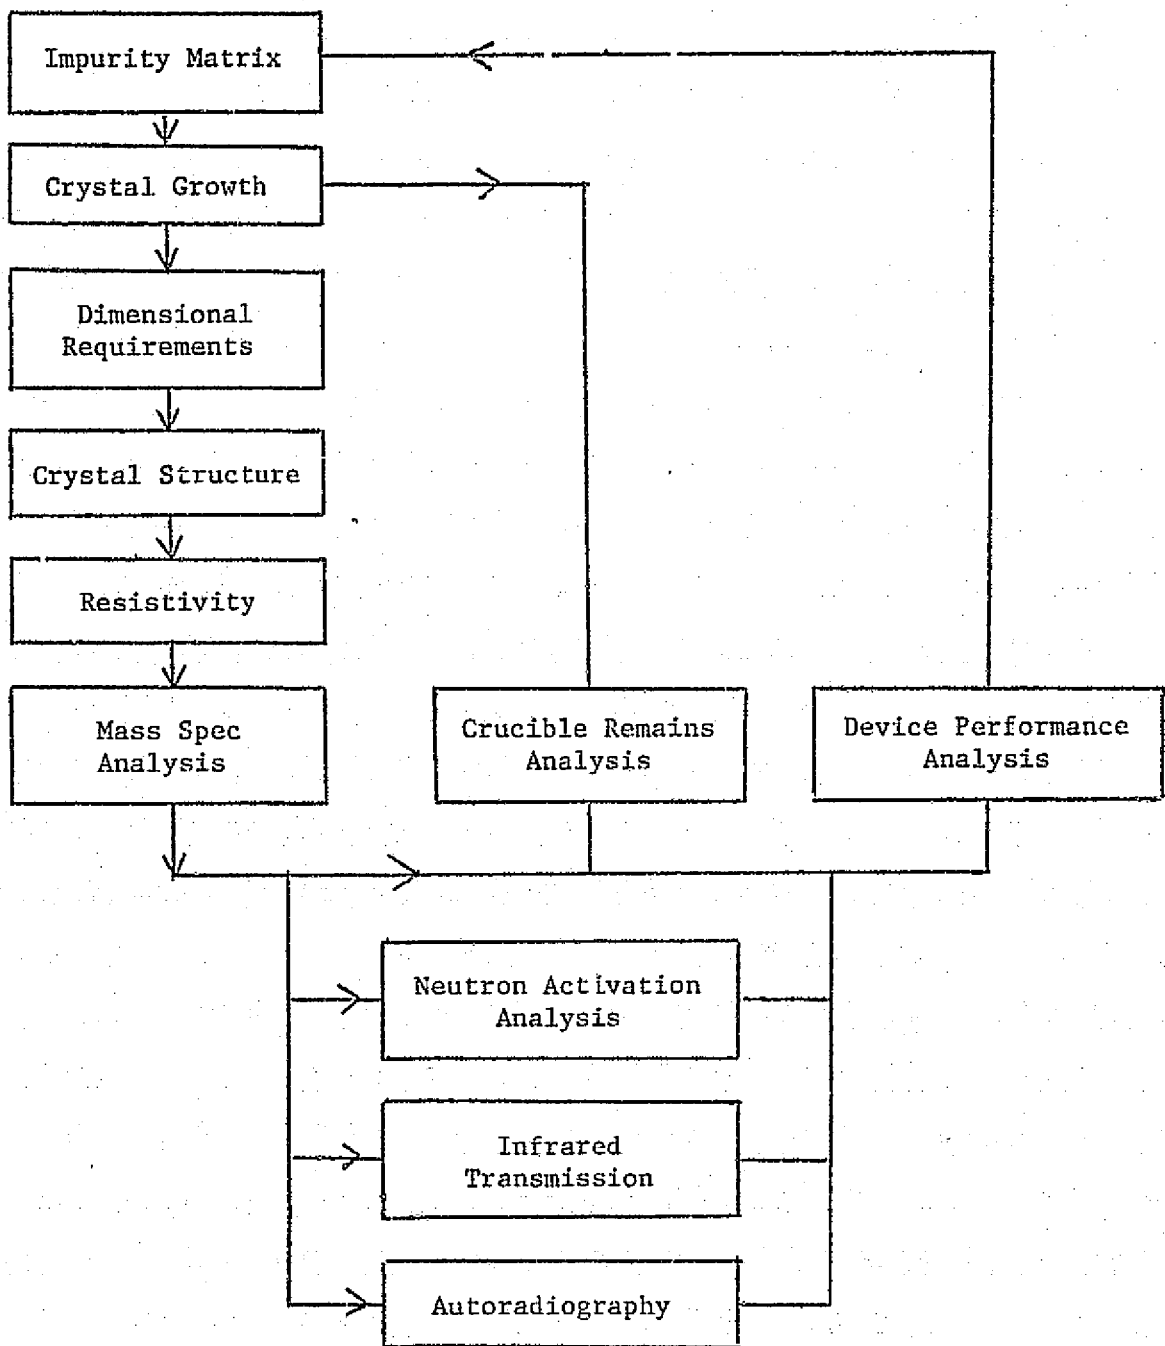 Impurity Matrix
Crystal Growth
Dimensional
Requirements
Crystal Structure
Resistivity
Mass Spec
Analysis
Crucible Remains
Analysis
Device Performance
Analysis
Neutron Activation
Analysis
Infrared
Transmission
Autoradiography